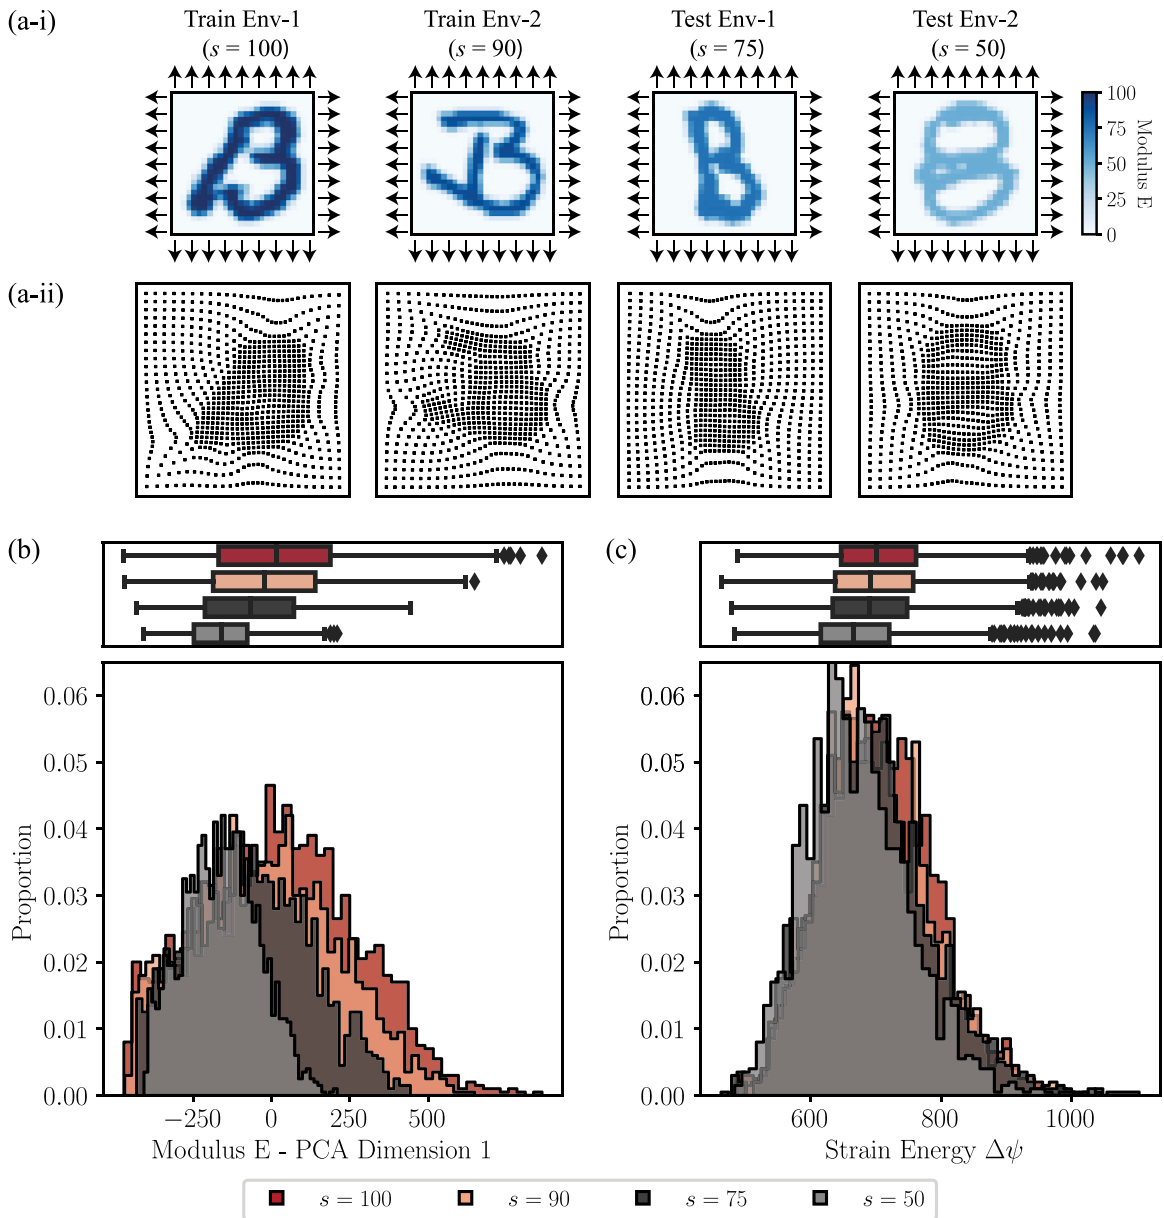 (a-i)
Train Env-1 Train Env-2 Test Env-1 Test Env-2
(s = 100) (s = 90) (s = 75) (s = 50)
B B B B
100
75
50
25
0
Modulus E
(a-ii)
(b)
(c)
0.06
0.05
0.04
0.03
0.02
0.01
0.00
Proportion
−250 0 250 500
Modulus E - PCA Dimension 1
0.06
0.05
0.04
0.03
0.02
0.01
0.00
Proportion
600 800 1000
Strain Energy Δψ
s = 100 s = 90 s = 75 s = 50